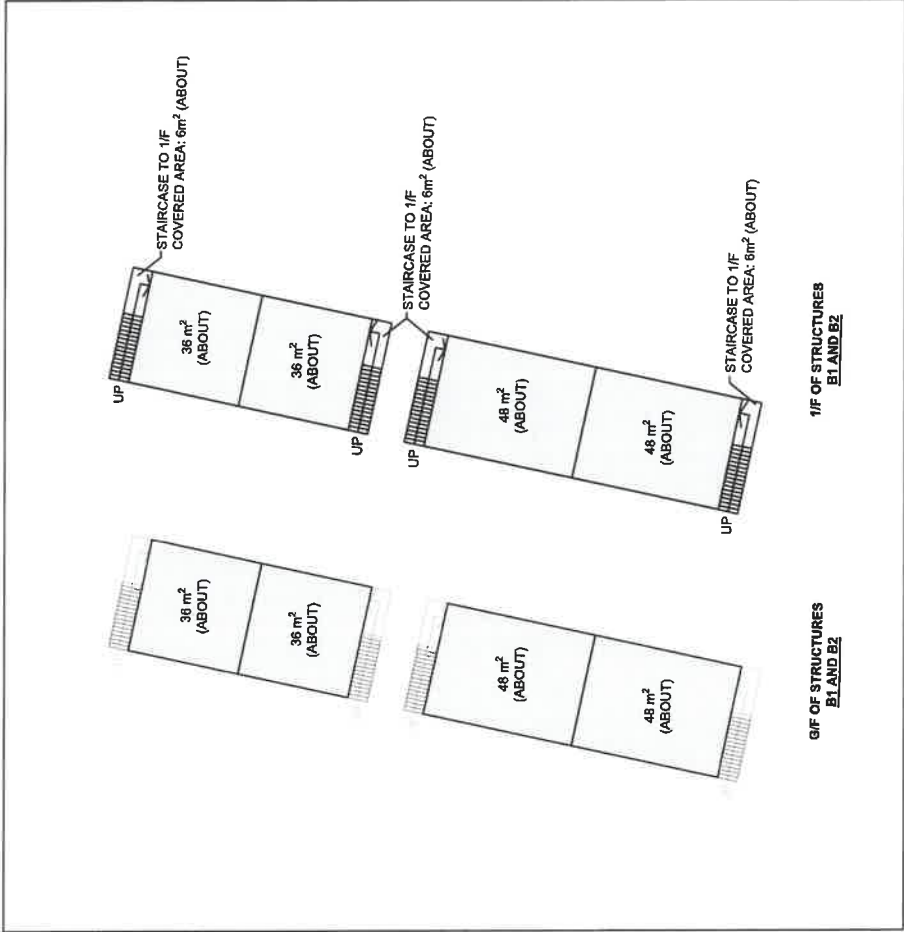 STAIRCASE TO 1/F
COVERED AREA: 6m² (ABOUT)
UP
36 m²
(ABOUT)
36 m²
(ABOUT)
UP
STAIRCASE TO 1/F
COVERED AREA: 6m² (ABOUT)
UP
48 m²
(ABOUT)
48 m²
(ABOUT)
UP
STAIRCASE TO 1/F
COVERED AREA: 6m² (ABOUT)
1/F OF STRUCTURES
B1 AND B2
36 m²
(ABOUT)
36 m²
(ABOUT)
48 m²
(ABOUT)
48 m²
(ABOUT)
G/F OF STRUCTURES
B1 AND B2